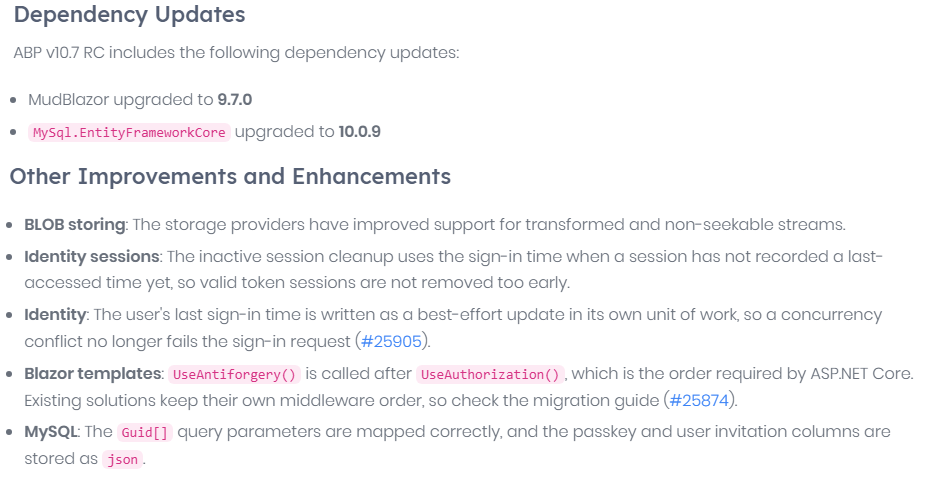 Dependency Updates
ABP v10.7 RC includes the following dependency updates:
MudBlazor upgraded to 9.7.0
MySql.EntityFrameworkCore upgraded to 10.0.9
Other Improvements and Enhancements
BLOB storing: The storage providers have improved support for transformed and non-seekable streams.
Identity sessions: The inactive session cleanup uses the sign-in time when a session has not recorded a last-
accessed time yet, so valid token sessions are not removed too early.
Identity: The user's last sign-in time is written as a best-effort update in its own unit of work, so a concurrency
conflict no longer fails the sign-in request (#25905).
Blazor templates: UseAntiforgery() is called after UseAuthorization(), which is the order required by ASP.NET Core.
Existing solutions keep their own middleware order, so check the migration guide (#25874).
MySQL: The Guid[] query parameters are mapped correctly, and the passkey and user invitation columns are
stored as json.